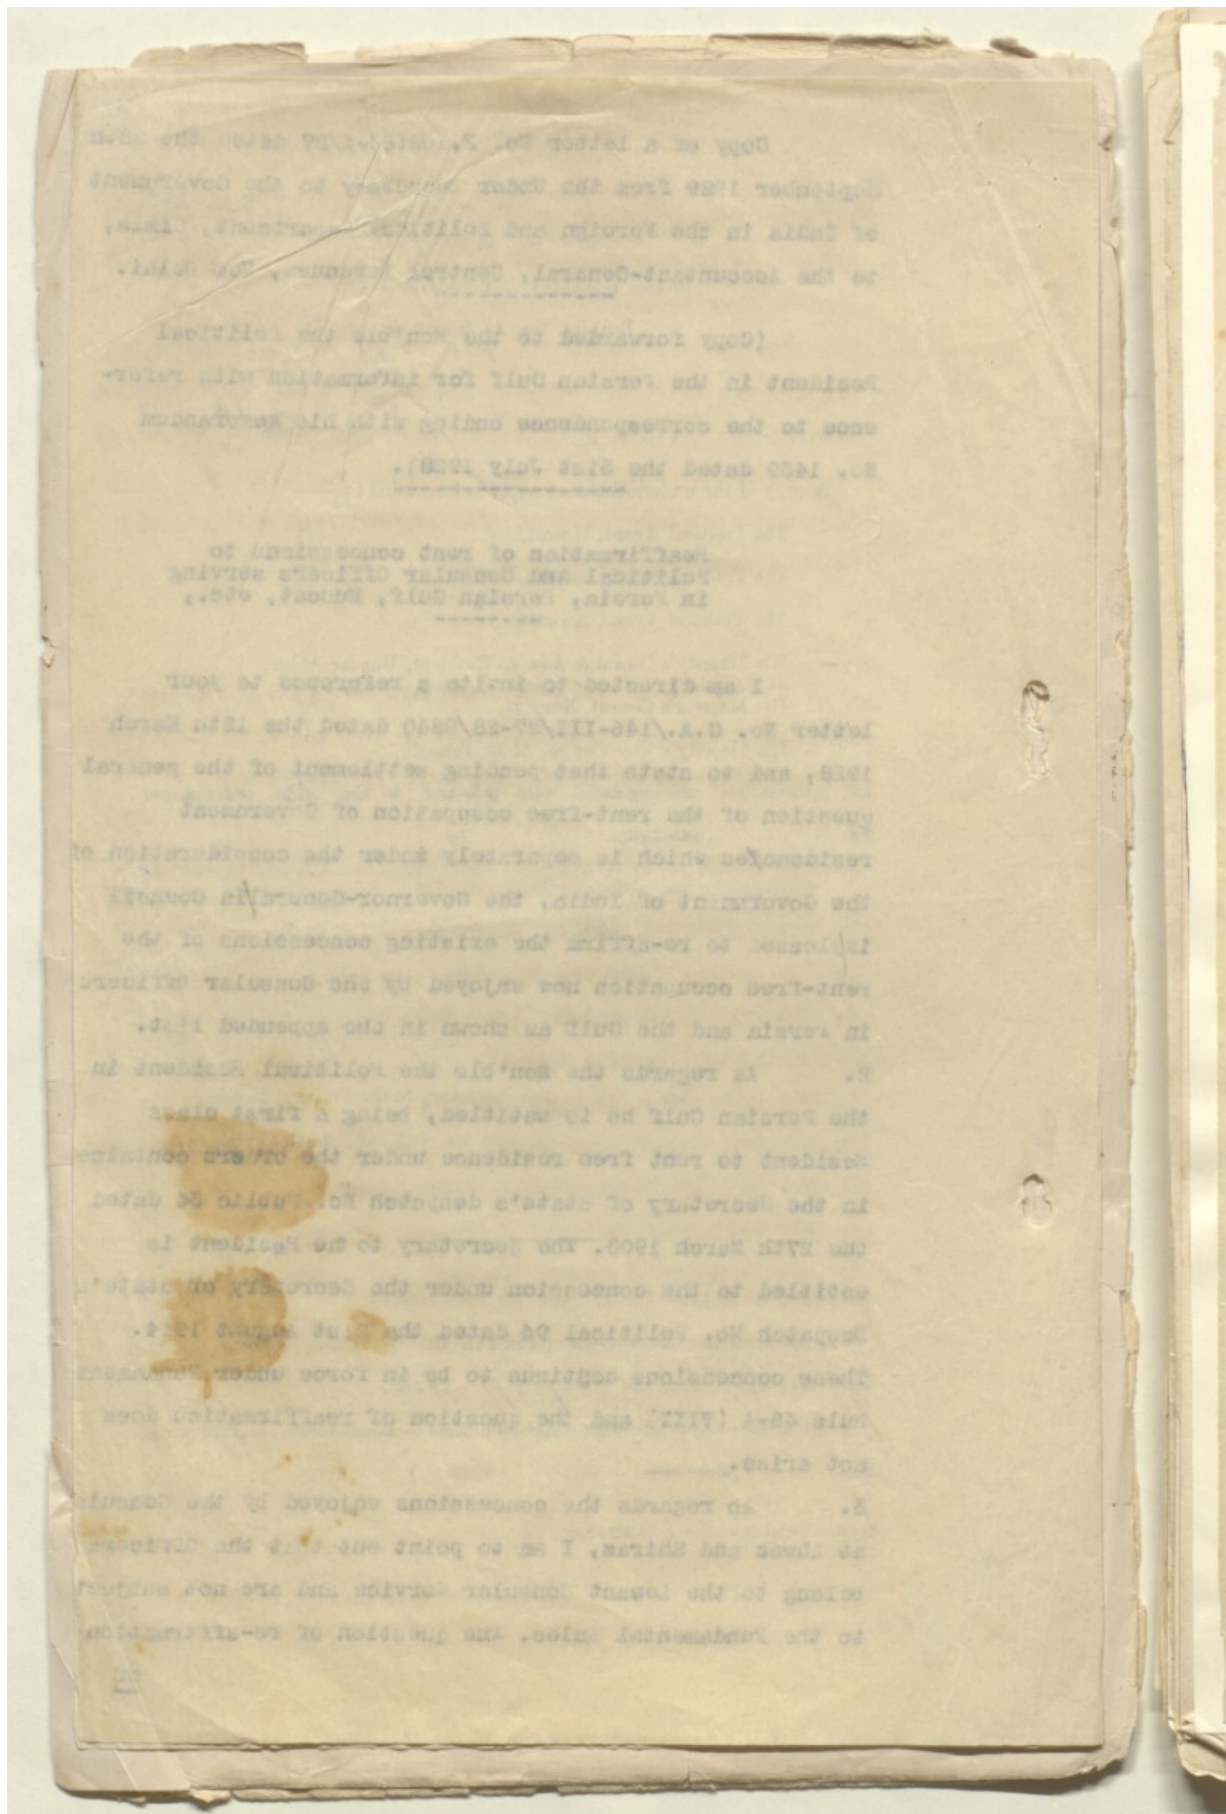 Copy of a letter No. dated the
September 1929 from the Under Secretary to the Government
of India in the Foreign and Political Department, Simla,
to the Accountant-General, Central Revenues, New Delhi.
(Copy forwarded to the Hon'ble the Political
Resident in the Persian Gulf for information with refer-
ence to the correspondence ending with his memorandum
No. 1439 dated the 31st July 1928).
Reaffirmation of rent concessions to
Political and Consular Officers serving
in Persia, Persian Gulf, Muscat, etc.,
I am directed to invite a reference to your
letter No. G.A./146-III/27-28/9840 dated the 12th March
1928, and to state that pending settlement of the general
question of the rent-free occupation of Government
residencies which is separately under the consideration of
the Government of India, the Governor-General in Council
is pleased to re-affirm the existing concessions of the
rent-free occupation now enjoyed by the Consular Officers
in Persia and the Gulf as shown in the appended list.
2. As regards the Hon'ble the Political Resident in
the Persian Gulf he is entitled, being a first class
Resident to rent free residence under the orders contained
in the Secretary of State's despatch No. Public 34 dated
the 27th March 1908. The Secretary to the Resident is
entitled to the concession under the Secretary of State's
Despatch No. Political 96 dated the 21st August 1914.
These concessions continue to be in force under Fundamental
Rule 45-A (VIII) and the question of reaffirmation does
not arise.
3. As regards the concessions enjoyed by the Consuls
at Ahwas and Shiraz, I am to point out that the officers
belong to the Levant Consular Service and are not subject
to the Fundamental Rules. The question of re-affirmation